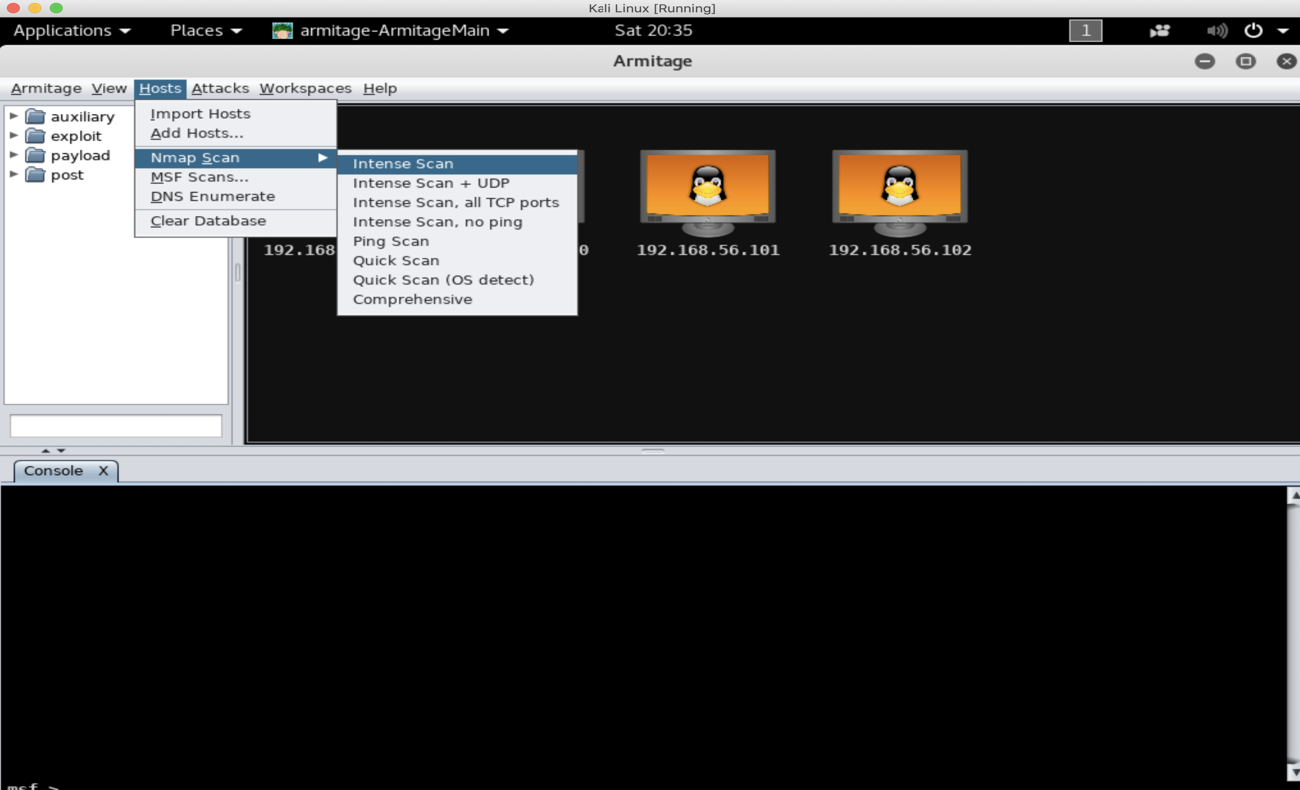 Kali Linux [Running]
Applications Places armitage-ArmitageMain Sat 20:35 1
Armitage
Armitage View Hosts Attacks Workspaces Help
auxiliary
exploit
payload
post
Import Hosts
Add Hosts...
Nmap Scan
MSF Scans...
DNS Enumerate
Clear Database
Intense Scan
Intense Scan + UDP
Intense Scan, all TCP ports
Intense Scan, no ping
Ping Scan
Quick Scan
Quick Scan (OS detect)
Comprehensive
192.168 0 192.168.56.101 192.168.56.102
Console X
msf >